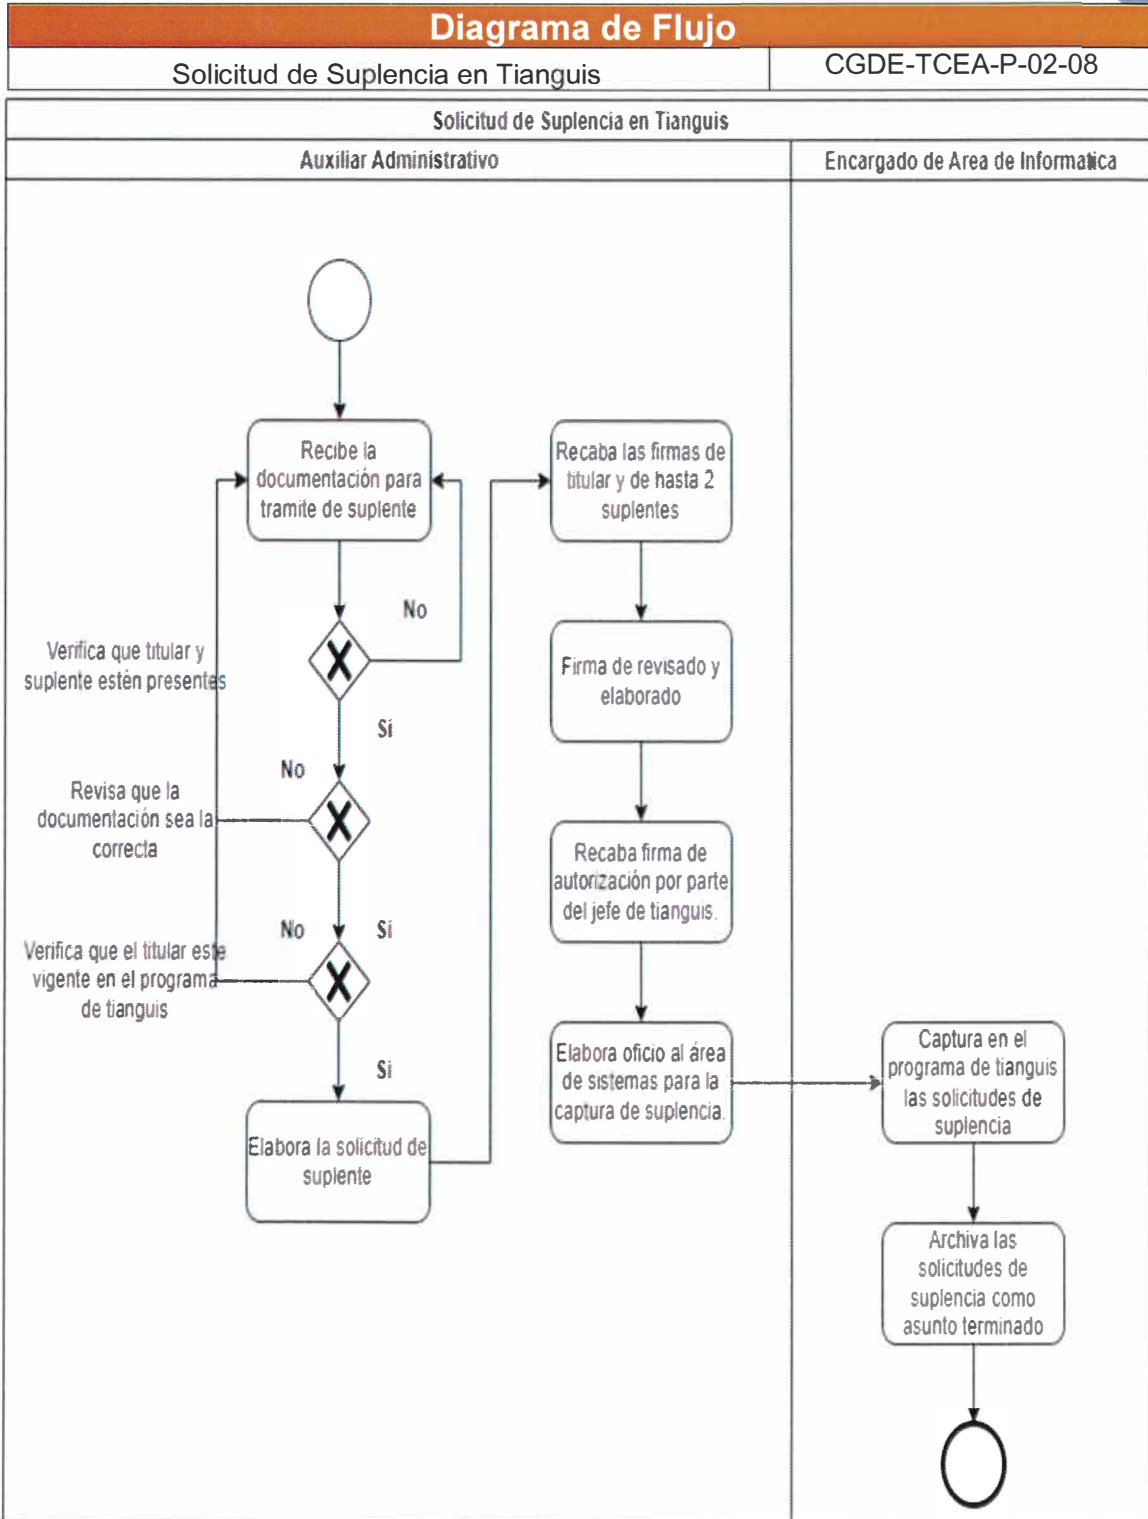 Diagrama de Flujo
Solicitud de Suplencia en Tianguis
CGDE-TCEA-P-02-08
Solicitud de Suplencia en Tianguis
Auxiliar Administrativo
Encargado de Area de Informatica
Recibe la
documentación para
tramite de suplente
No
Verifica que titular y
suplente estén presentes
Si
No
Revisa que la
documentación sea la
correcta
Si
No
Verifica que el titular este
vigente en el programa
de tianguis
Si
Elabora la solicitud de
suplente
Recaba las firmas de
titular y de hasta 2
suplentes
Firma de revisado y
elaborado
Recaba firma de
autorización por parte
del jefe de tianguis.
Elabora oficio al área
de sistemas para la
captura de suplencia.
Captura en el
programa de tianguis
las solicitudes de
suplencia
Archiva las
solicitudes de
suplencia como
asunto terminado